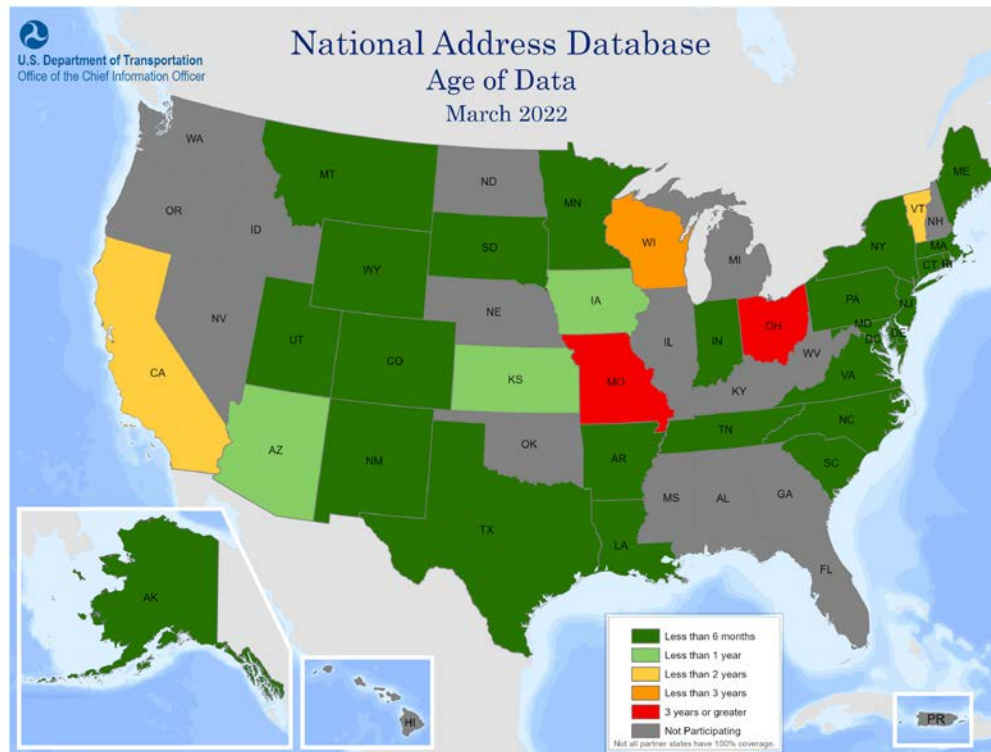 U.S. Department of Transportation
Office of the Chief Information Officer
National Address Database
Age of Data
March 2022
WA
MT
ND
MN
ME
OR
ID
SD
WI
VT
NH
NY
MA
WY
MI
CT
RI
IA
PA
NJ
NE
NV
UT
CO
IL
IN
OH
MD
DE
DC
WV
VA
CA
KS
MO
KY
AZ
NM
OK
AR
TN
NC
SC
MS
AL
GA
TX
LA
FL
AK
HI
PR
Less than 6 months
Less than 1 year
Less than 2 years
Less than 3 years
3 years or greater
Not Participating
Not all partner states have 100% coverage.